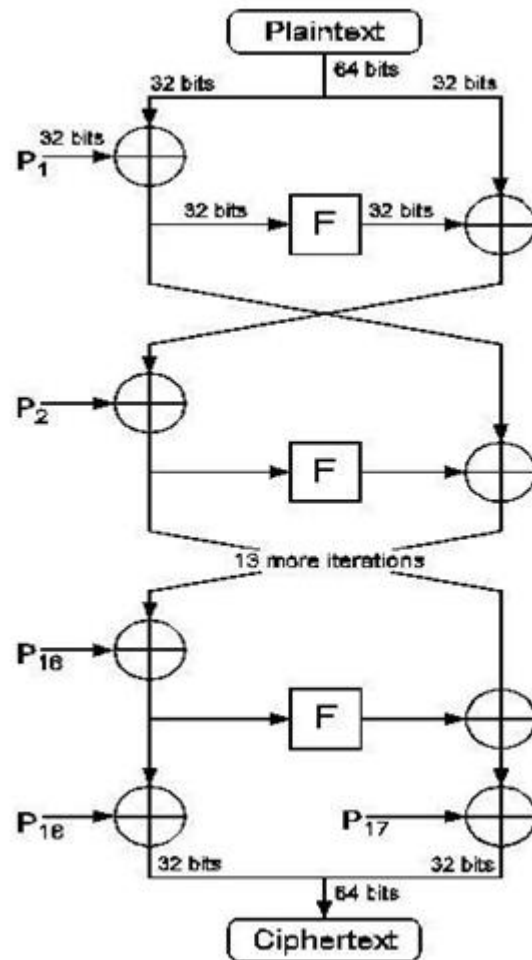 Plaintext
64 bits
32 bits 32 bits
32 bits
P1
32 bits F 32 bits
P2
F
13 more iterations
P16
F
P18 P17
32 bits 32 bits
64 bits
Ciphertext